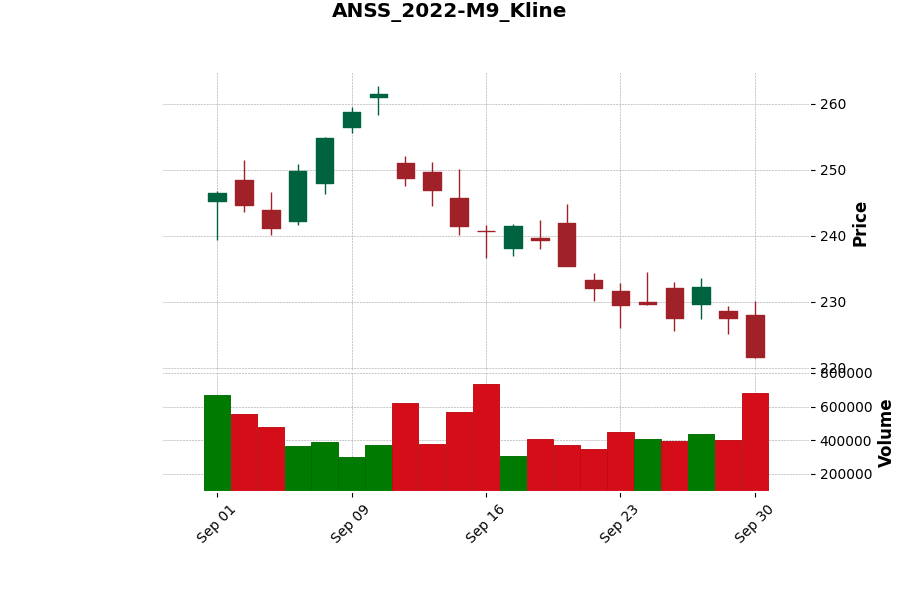 ANSS_2022-M9_Kline
260
250
240
230
220
Price
800000
600000
400000
200000
Volume
Sep 01
Sep 09
Sep 16
Sep 23
Sep 30